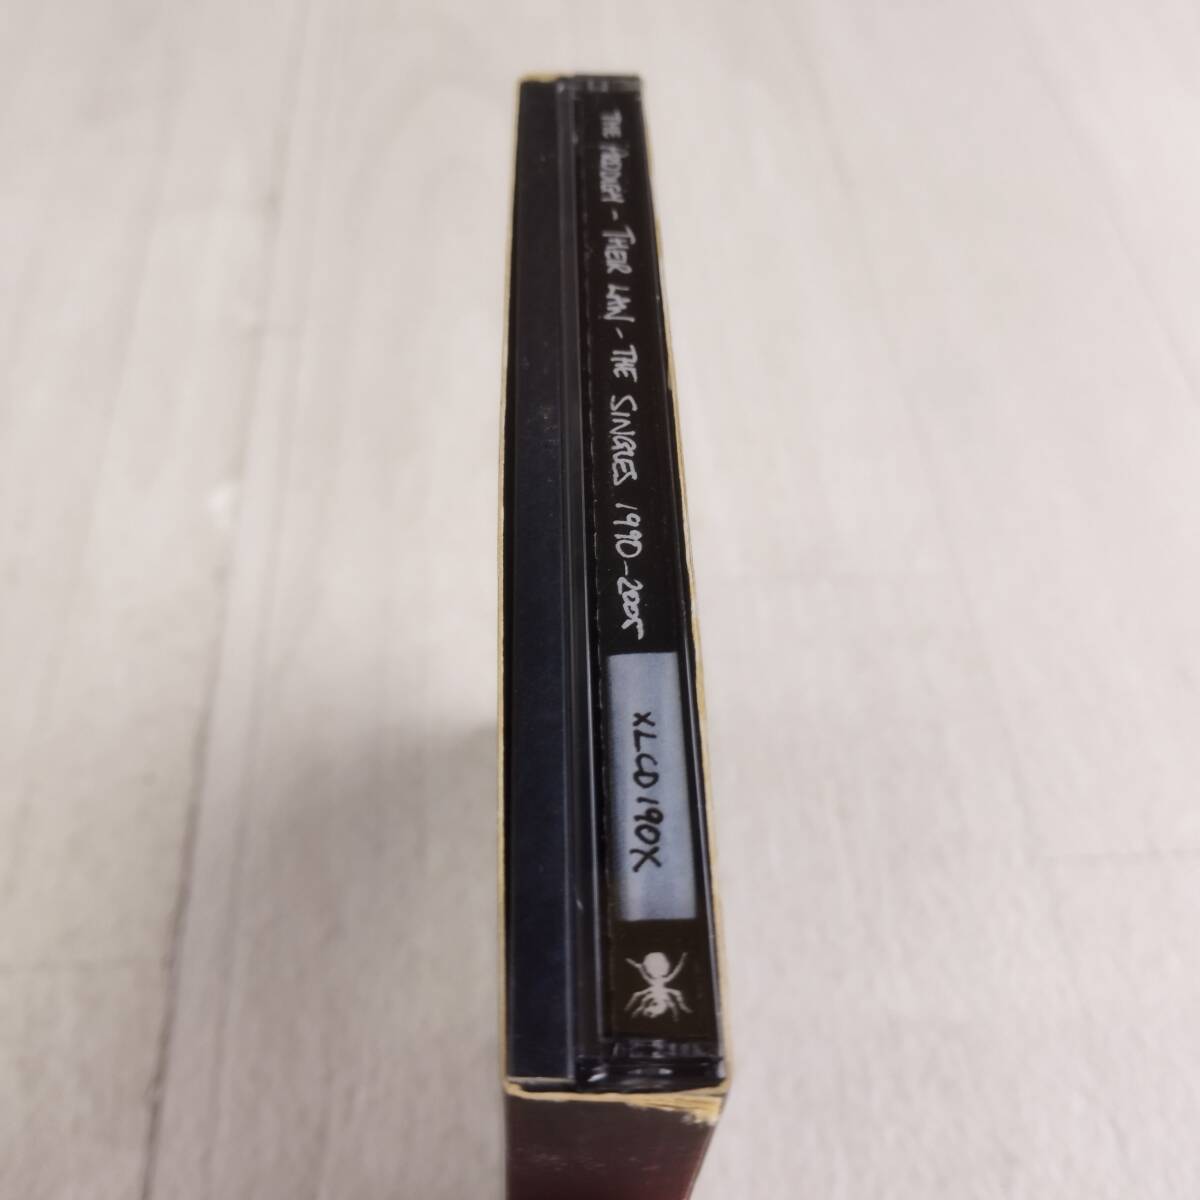 THE PRODIGY - THEIR LAW - THE SINGLES 1990-2005
XLCD190X